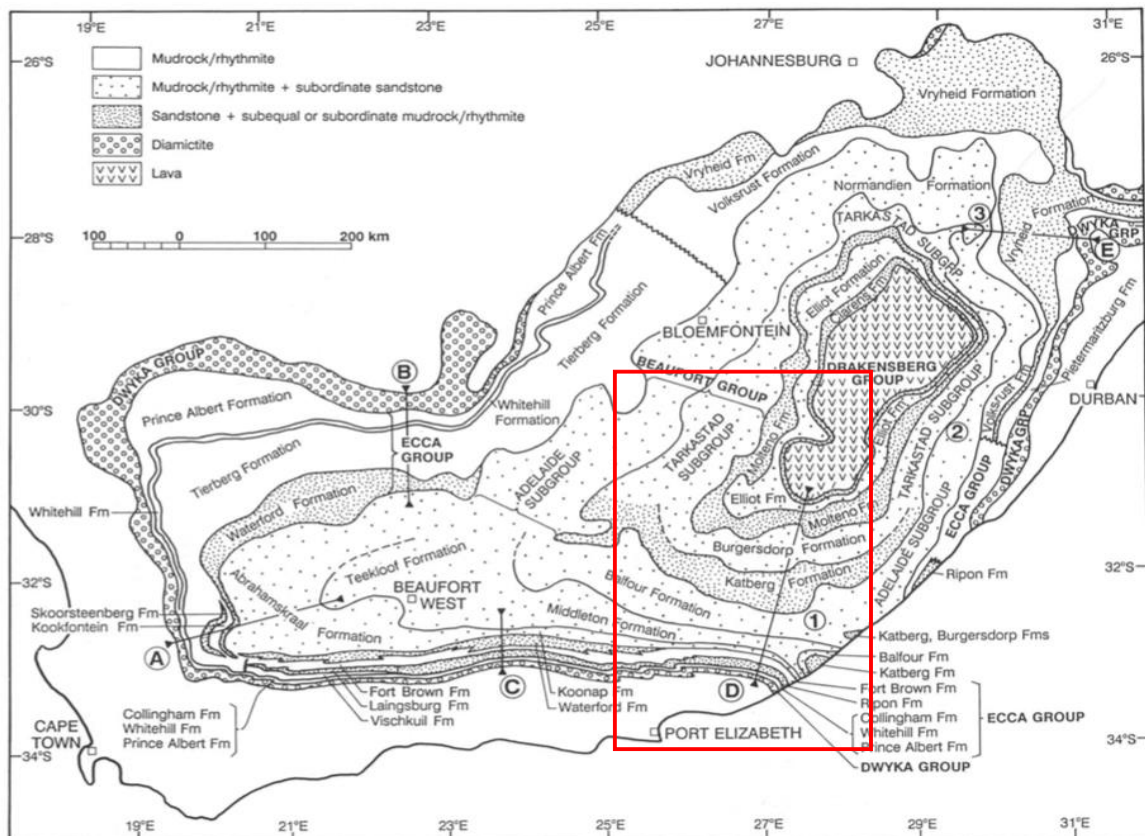 19°E 21°E 23°E 25°E 27°E 29°E 31°E
26°S
26°S
Mudrock/rhythmite
Mudrock/rhythmite + subordinate sandstone
Sandstone + subequal or subordinate mudrock/rhythmite
Diamictite
Lava
100 0 100 200 km
JOHANNESBURG
Vryheid Formation
Vryheid Fm
Volksrust Formation
Normandien Formation
3
TARKASTAD SUBGRP
Vryheid
Formation
DWYKA
GRP
E
28°S
28°S
Prince Albert Fm
Tierberg Formation
Elliot Formation
Clarens Fm
BLOEMFONTEIN
DRAKENSBERG
GROUP
BEAUFORT GROUP
Pietermaritzburg Fm
Volksrust Fm
DURBAN
DWYKA GROUP
B
30°S
30°S
Prince Albert Formation
Whitehill
Formation
ECCA
GROUP
Tierberg Formation
ADELAIDE
SUBGROUP
TARKASTAD
SUBGROUP
Molteno Fm
Elliot Fm
Elliot Fm
Molteno Fm
TARKASTAD SUBGROUP
2
DWYKA GRP
ECCA GROUP
ADELAIDE SUBGROUP
Whitehill Fm
Waterford Formation
Burgersdorp Formation
Katberg Formation
32°S
32°S
Teekloof Formation
Balfour Formation
Ripon Fm
BEAUFORT
WEST
Middleton Formation
1
Skoorsteenberg Fm
Kookfontein Fm
Abrahamskraal
Formation
A
C
D
Katberg, Burgersdorp Fms
Balfour Fm
Katberg Fm
Fort Brown Fm
Laingsburg Fm
Vischkuil Fm
Koonap Fm
Waterford Fm
Fort Brown Fm
Ripon Fm
Collingham Fm
Whitehill Fm
Prince Albert Fm
ECCA GROUP
DWYKA GROUP
Collingham Fm
Whitehill Fm
Prince Albert Fm
CAPE
TOWN
PORT ELIZABETH
34°S
34°S
19°E 21°E 23°E 25°E 27°E 29°E 31°E